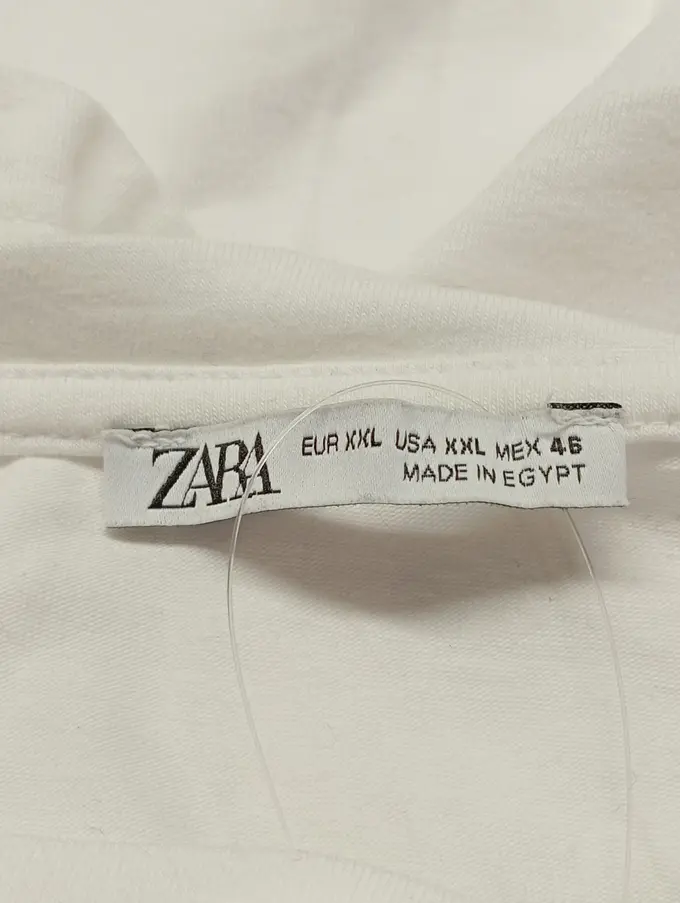 ZARA
EUR XXL USA XXL MEX 46
MADE IN EGYPT